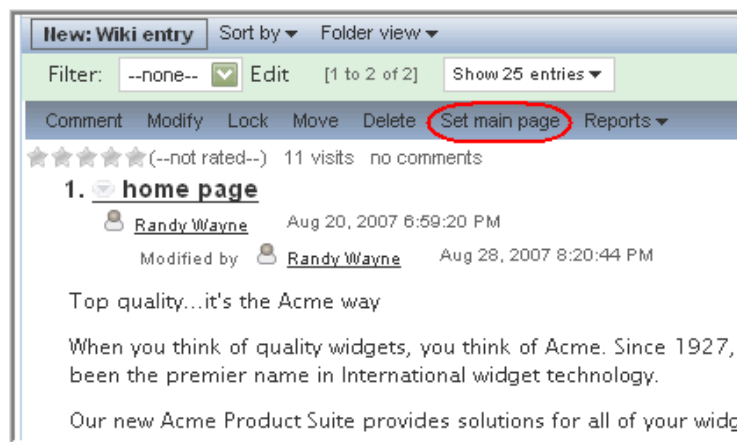 New: Wiki entry Sort by Folder view
Filter: --none-- Edit [1 to 2 of 2] Show 25 entries
Comment Modify Lock Move Delete Set main page Reports
(--not rated--) 11 visits no comments
1. home page
Randy Wayne Aug 20, 2007 6:59:20 PM
Modified by Randy Wayne Aug 28, 2007 8:20:44 PM
Top quality...it's the Acme way
When you think of quality widgets, you think of Acme. Since 1927,
been the premier name in International widget technology.
Our new Acme Product Suite provides solutions for all of your